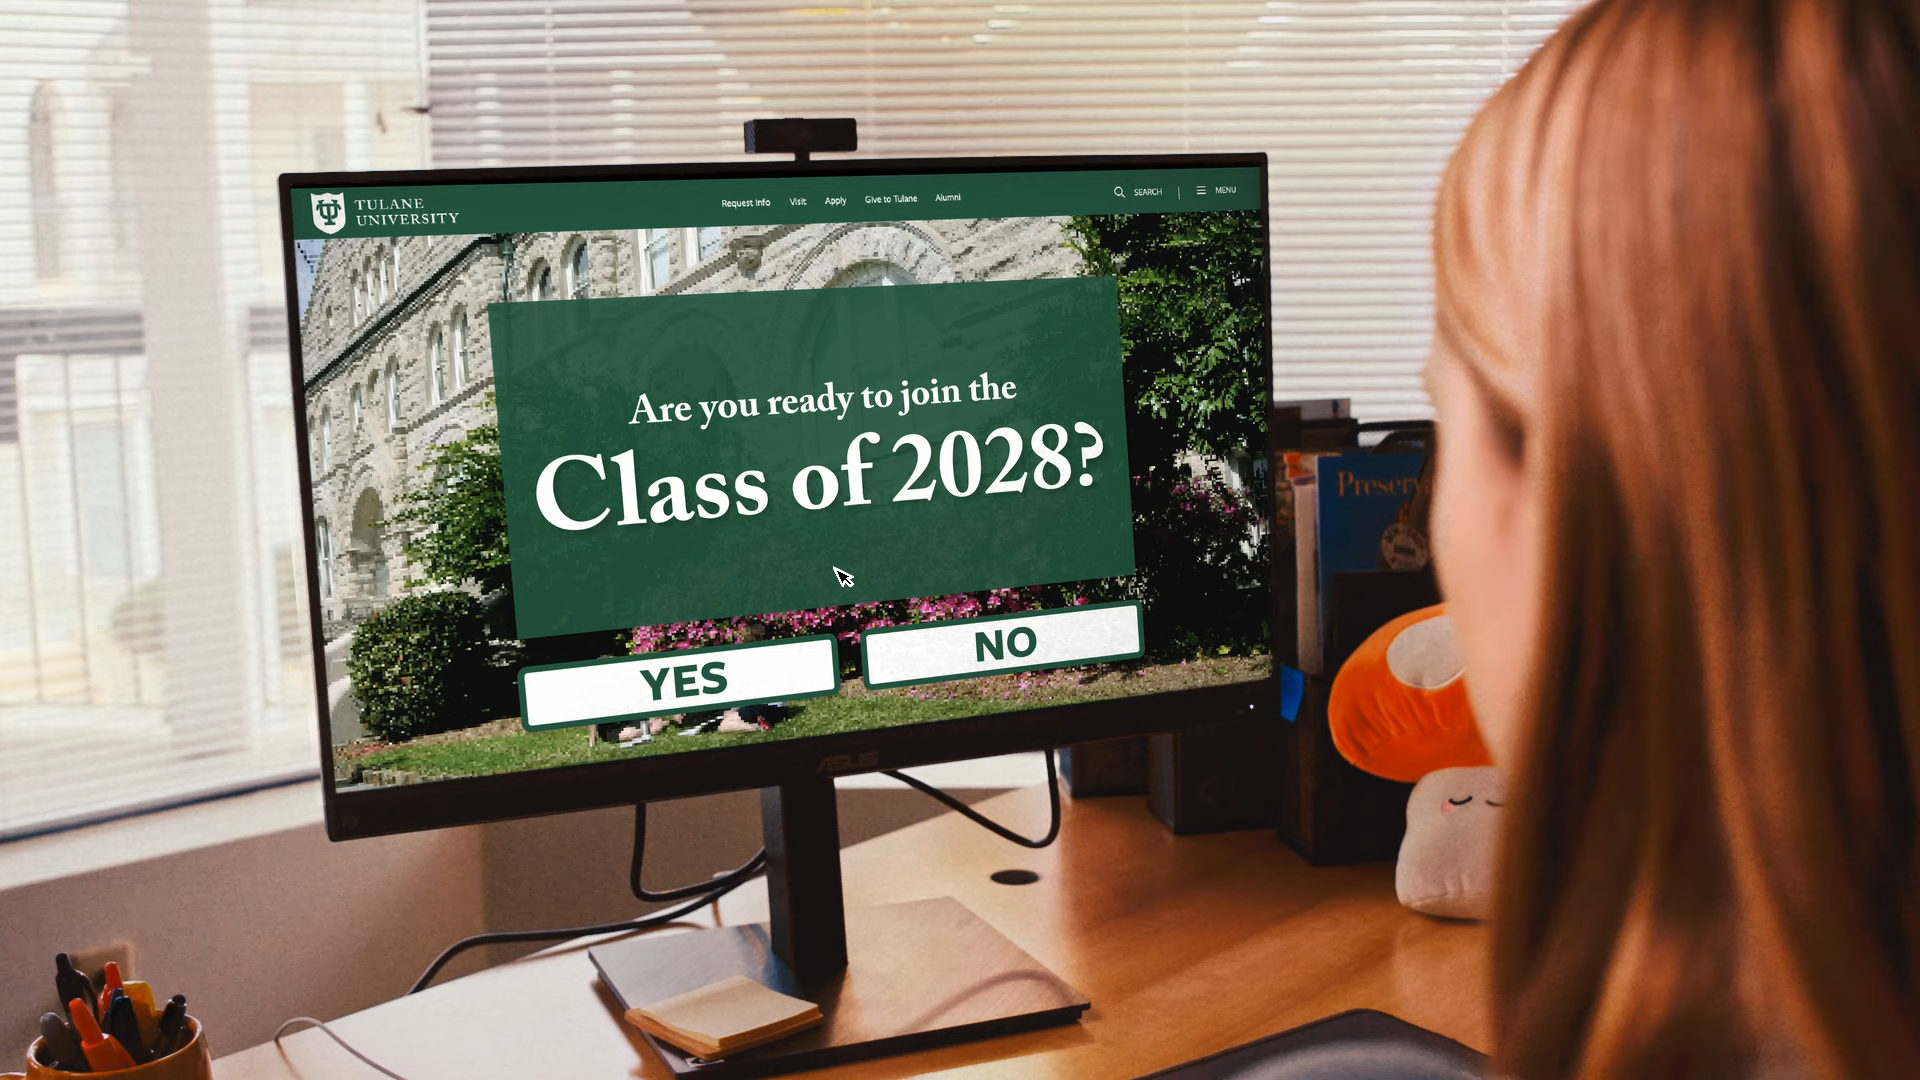 TULANE
UNIVERSITY
Request Info Visit Apply Give to Tulane Alumni
SEARCH
MENU
Are you ready to join the
Class of 2028?
YES
NO
ASUS